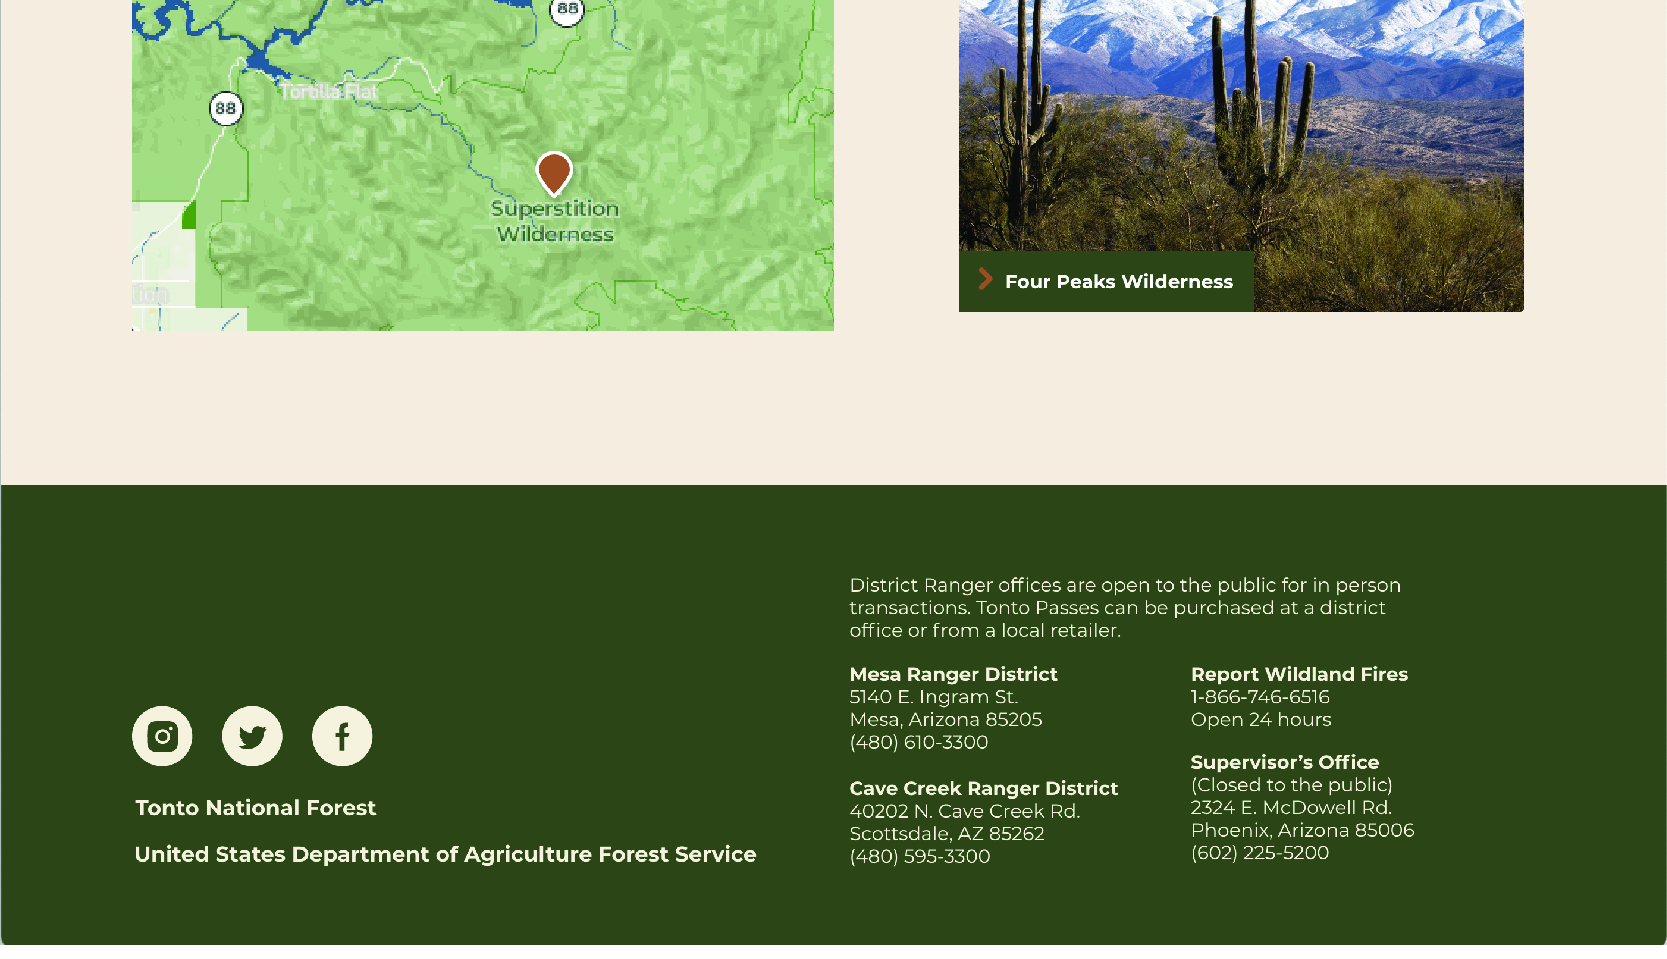 88
Tortilla Flat
88
Superstition
Wilderness
Four Peaks Wilderness
District Ranger offices are open to the public for in person
transactions. Tonto Passes can be purchased at a district
office or from a local retailer.
Mesa Ranger District
5140 E. Ingram St.
Mesa, Arizona 85205
(480) 610-3300
Cave Creek Ranger District
40202 N. Cave Creek Rd.
Scottsdale, AZ 85262
(480) 595-3300
Report Wildland Fires
1-866-746-6516
Open 24 hours
Supervisor’s Office
(Closed to the public)
2324 E. McDowell Rd.
Phoenix, Arizona 85006
(602) 225-5200
Tonto National Forest
United States Department of Agriculture Forest Service